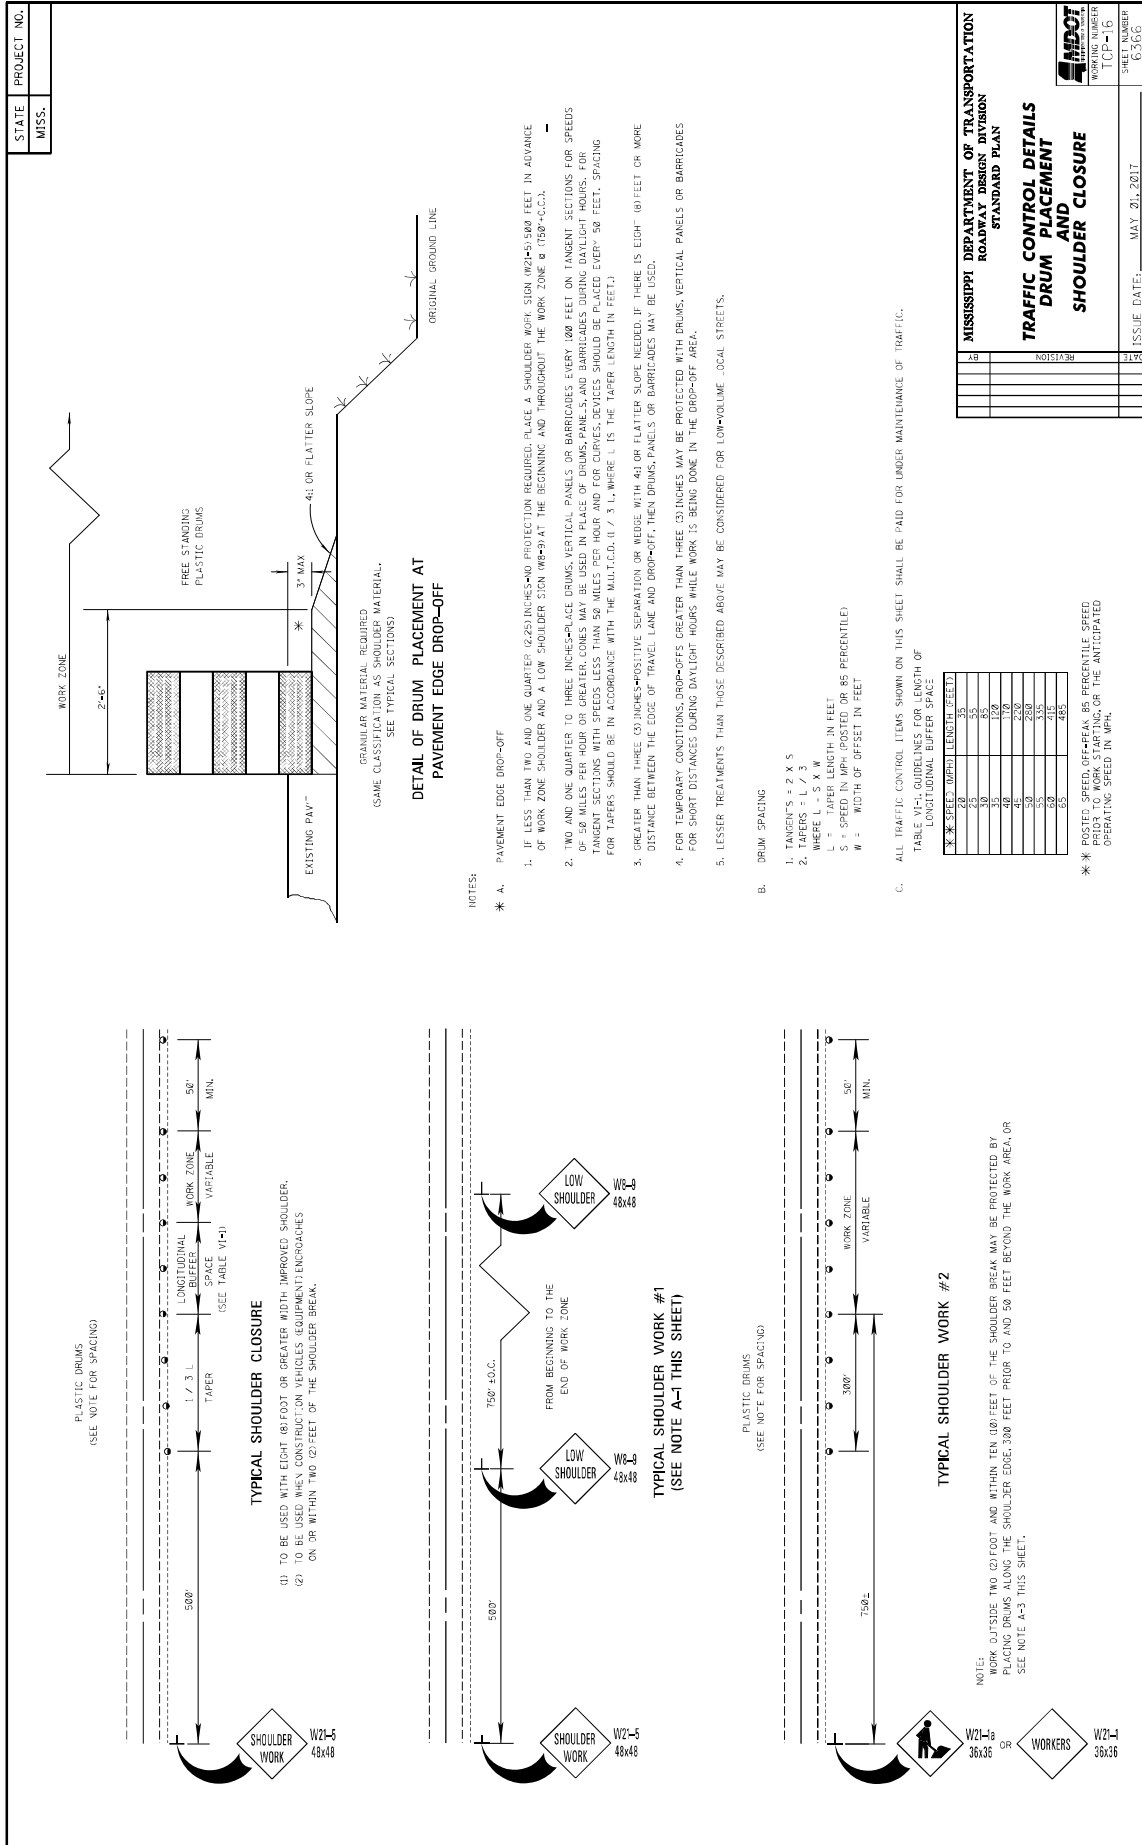 STATE PROJECT NO.
MISS.
PLASTIC DRUMS
(SEE NOTE FOR SPACING)
500'
1 / 3 L
TAPER
LONGITUDINAL
BUFFER
SPACE
(SEE TABLE VI-1)
WORK ZONE
VARIABLE
50'
MIN.
SHOULDER
WORK
W21-5
48x48
TYPICAL SHOULDER CLOSURE
(1) TO BE USED WITH EIGHT (8) FOOT OR GREATER WIDTH IMPROVED SHOULDER.
(2) TO BE USED WHEN CONSTRUCTION VEHICLES (EQUIPMENT) ENCROACHES
ON OR WITHIN TWO (2) FEET OF THE SHOULDER BREAK.
500'
750' ±O.C.
FROM BEGINNING TO THE
END OF WORK ZONE
SHOULDER
WORK
W21-5
48x48
LOW
SHOULDER
W8-9
48x48
LOW
SHOULDER
W8-9
48x48
TYPICAL SHOULDER WORK #1
(SEE NOTE A-1 THIS SHEET)
PLASTIC DRUMS
(SEE NOTE FOR SPACING)
300'
WORK ZONE
VARIABLE
50'
MIN.
750±
W21-1a
36x36
OR
WORKERS
W21-1
36x36
TYPICAL SHOULDER WORK #2
NOTE:
WORK OUTSIDE TWO (2) FOOT AND WITHIN TEN (10) FEET OF THE SHOULDER BREAK MAY BE PROTECTED BY
PLACING DRUMS ALONG THE SHOULDER EDGE, 300 FEET PRIOR TO AND 50 FEET BEYOND THE WORK AREA, OR
SEE NOTE A-3 THIS SHEET.
WORK ZONE
2'-6"
FREE STANDING
PLASTIC DRUMS
* 3" MAX
4:1 OR FLATTER SLOPE
EXISTING PAV'T
ORIGINAL GROUND LINE
GRANULAR MATERIAL REQUIRED
(SAME CLASSIFICATION AS SHOULDER MATERIAL.
SEE TYPICAL SECTIONS)
DETAIL OF DRUM PLACEMENT AT
PAVEMENT EDGE DROP-OFF
NOTES:
* A. PAVEMENT EDGE DROP-OFF
1. IF LESS THAN TWO AND ONE QUARTER (2.25) INCHES-NO PROTECTION REQUIRED. PLACE A SHOULDER WORK SIGN (W21-5) 500 FEET IN ADVANCE
OF WORK ZONE SHOULDER AND A LOW SHOULDER SIGN (W8-9) AT THE BEGINNING AND THROUGHOUT THE WORK ZONE @ (750'+O.C.).
2. TWO AND ONE QUARTER TO THREE INCHES-PLACE DRUMS, VERTICAL PANELS OR BARRICADES EVERY 100 FEET ON TANGENT SECTIONS FOR SPEEDS
OF 50 MILES PER HOUR OR GREATER. CONES MAY BE USED IN PLACE OF DRUMS, PANELS, AND BARRICADES DURING DAYLIGHT HOURS. FOR
TANGENT SECTIONS WITH SPEEDS LESS THAN 50 MILES PER HOUR AND FOR CURVES, DEVICES SHOULD BE PLACED EVERY 50 FEET. SPACING
FOR TAPERS SHOULD BE IN ACCORDANCE WITH THE M.U.T.C.D. (1 / 3 L, WHERE L IS THE TAPER LENGTH IN FEET.)
3. GREATER THAN THREE (3) INCHES-POSITIVE SEPARATION OR WEDGE WITH 4:1 OR FLATTER SLOPE NEEDED. IF THERE IS EIGHT (8) FEET OR MORE
DISTANCE BETWEEN THE EDGE OF TRAVEL LANE AND DROP-OFF, THEN DRUMS, PANELS OR BARRICADES MAY BE USED.
4. FOR TEMPORARY CONDITIONS, DROP-OFFS GREATER THAN THREE (3) INCHES MAY BE PROTECTED WITH DRUMS, VERTICAL PANELS OR BARRICADES
FOR SHORT DISTANCES DURING DAYLIGHT HOURS WHILE WORK IS BEING DONE IN THE DROP-OFF AREA.
5. LESSER TREATMENTS THAN THOSE DESCRIBED ABOVE MAY BE CONSIDERED FOR LOW-VOLUME LOCAL STREETS.
B. DRUM SPACING
1. TANGENTS = 2 X S
2. TAPERS = L / 3
WHERE L = S X W
L = TAPER LENGTH IN FEET
S = SPEED IN MPH (POSTED OR 85 PERCENTILE)
W = WIDTH OF OFFSET IN FEET
C. ALL TRAFFIC CONTROL ITEMS SHOWN ON THIS SHEET SHALL BE PAID FOR UNDER MAINTENANCE OF TRAFFIC.
TABLE VI-1. GUIDELINES FOR LENGTH OF
LONGITUDINAL BUFFER SPACE
** SPEED (MPH) LENGTH (FEET)
20 35
25 55
30 85
35 120
40 170
45 220
50 280
55 335
60 415
65 485
** POSTED SPEED, OFF-PEAK 85 PERCENTILE SPEED
PRIOR TO WORK STARTING, OR THE ANTICIPATED
OPERATING SPEED IN MPH.
BY
REVISION
DATE
MISSISSIPPI DEPARTMENT OF TRANSPORTATION
ROADWAY DESIGN DIVISION
STANDARD PLAN
TRAFFIC CONTROL DETAILS
DRUM PLACEMENT
AND
SHOULDER CLOSURE
MDOT
WORKING NUMBER
TCP-16
SHEET NUMBER
6366
ISSUE DATE: MAY 01, 2017